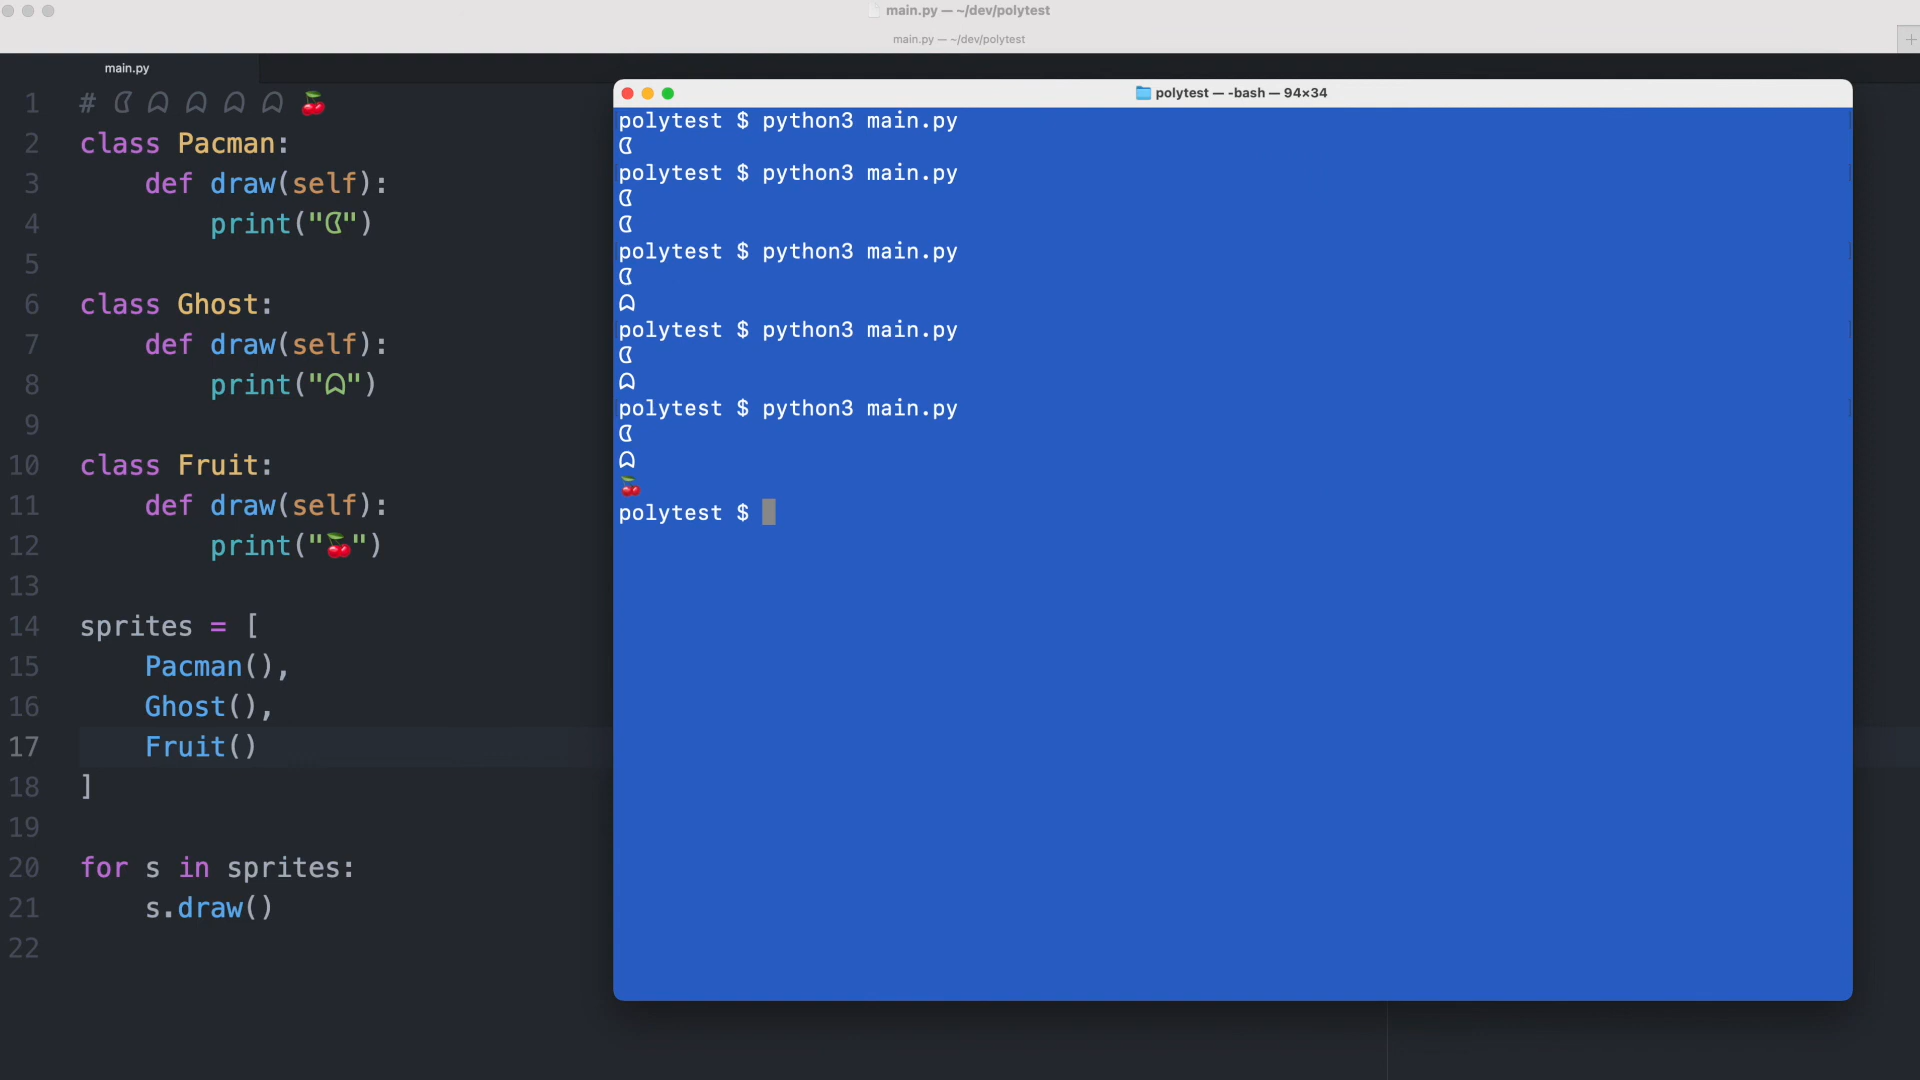 main.py — ~/dev/polytest
main.py — ~/dev/polytest
main.py
1 # ᗧ ᗣ ᗣ ᗣ ᗣ 🍒
2 class Pacman:
3 def draw(self):
4 print("ᗧ")
5
6 class Ghost:
7 def draw(self):
8 print("ᗣ")
9
10 class Fruit:
11 def draw(self):
12 print("🍒")
13
14 sprites = [
15 Pacman(),
16 Ghost(),
17 Fruit()
18 ]
19
20 for s in sprites:
21 s.draw()
22
polytest — -bash — 94×34
polytest $ python3 main.py
ᗧ
polytest $ python3 main.py
ᗧ
ᗧ
polytest $ python3 main.py
ᗧ
ᗣ
polytest $ python3 main.py
ᗧ
ᗣ
polytest $ python3 main.py
ᗧ
ᗣ
🍒
polytest $